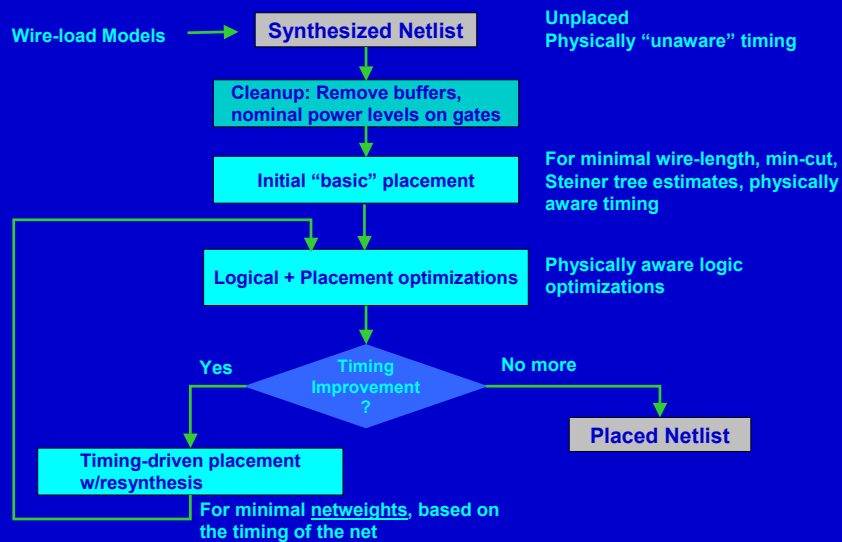 Wire-load Models
Synthesized Netlist
Unplaced
Physically “unaware” timing
Cleanup: Remove buffers,
nominal power levels on gates
Initial “basic” placement
For minimal wire-length, min-cut,
Steiner tree estimates, physically
aware timing
Logical + Placement optimizations
Physically aware logic
optimizations
Yes
Timing
Improvement
?
No more
Placed Netlist
Timing-driven placement
w/resynthesis
For minimal netweights, based on
the timing of the net